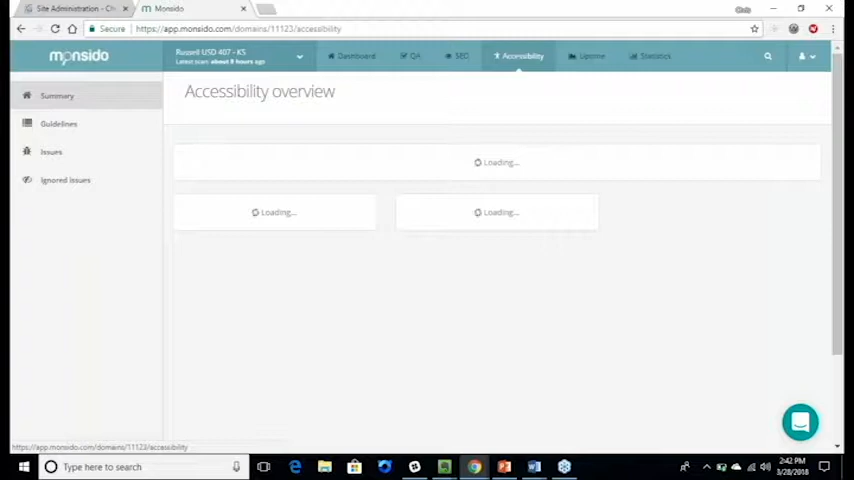 Site Administration - Ch
Monsido
Chris
Secure
https://app.monsido.com/domains/11123/accessibility
monsido
Russell USD 407 - KS
Latest scan: about 8 hours ago
Dashboard
QA
SEO
Accessibility
Uptime
Statistics
Summary
Accessibility overview
Guidelines
Issues
Loading...
Ignored Issues
Loading...
Loading...
https://app.monsido.com/domains/11123/accessibility
Type here to search
2:42 PM
3/28/2018